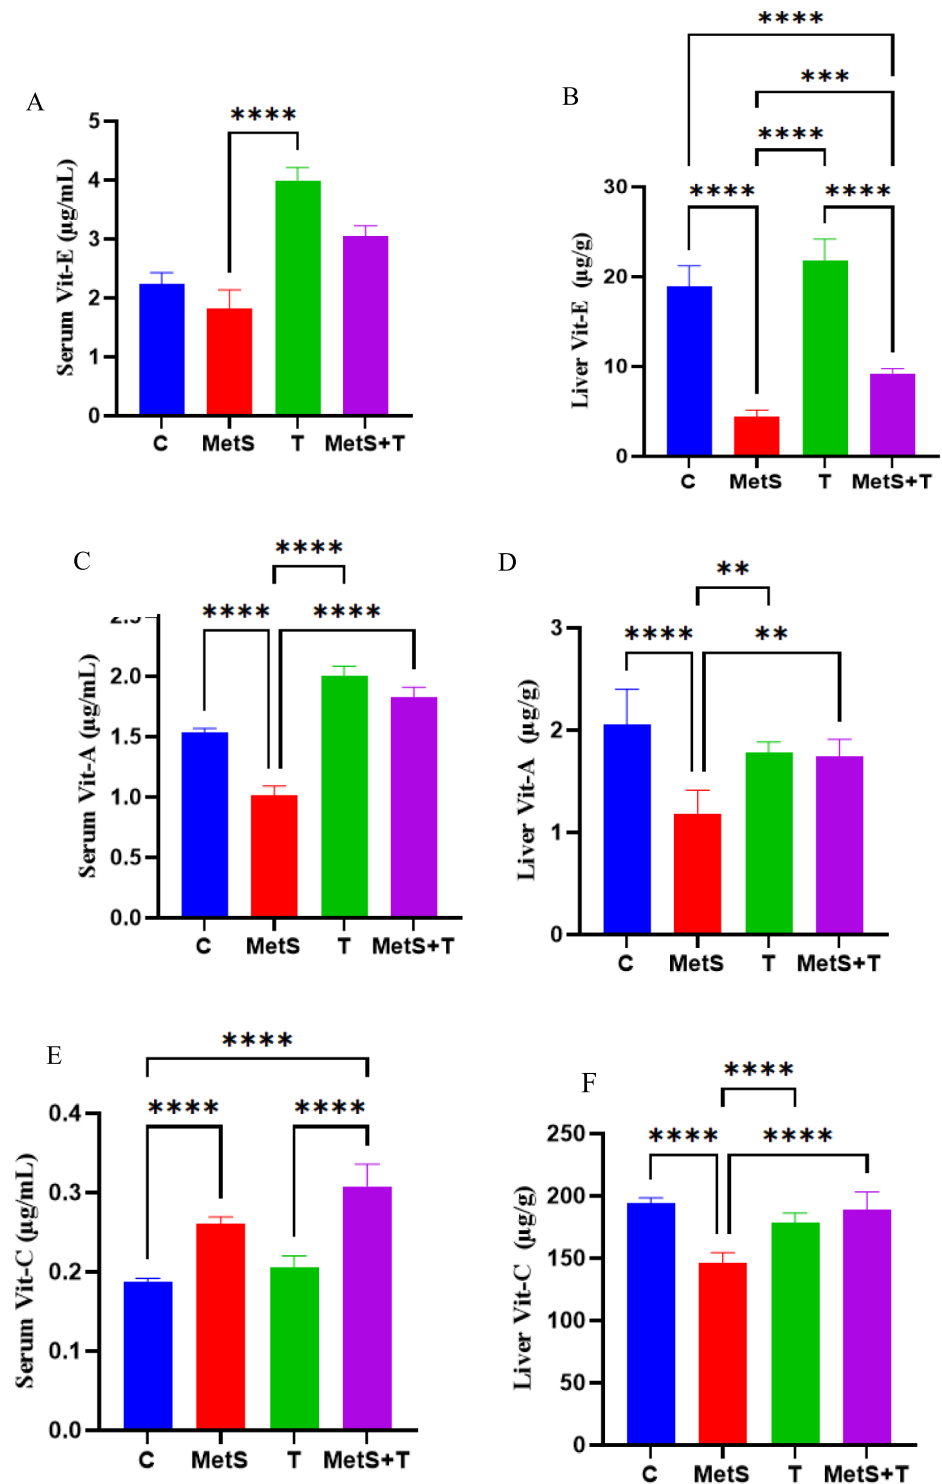 A
****
Serum Vit-E (µg/mL)
5
4
3
2
1
0
C MetS T MetS+T
B
****
***
****
**** ****
Liver Vit-E (µg/g)
30
20
10
0
C MetS T MetS+T
C
****
**** ****
Serum Vit-A (µg/mL)
2.5
2.0
1.5
1.0
0.5
0.0
C MetS T MetS+T
D
**
**** **
Liver Vit-A (µg/g)
3
2
1
0
C MetS T MetS+T
E
****
**** ****
Serum Vit-C (µg/mL)
0.4
0.3
0.2
0.1
0.0
C MetS T MetS+T
F
****
**** ****
Liver Vit-C (µg/g)
250
200
150
100
50
0
C MetS T MetS+T